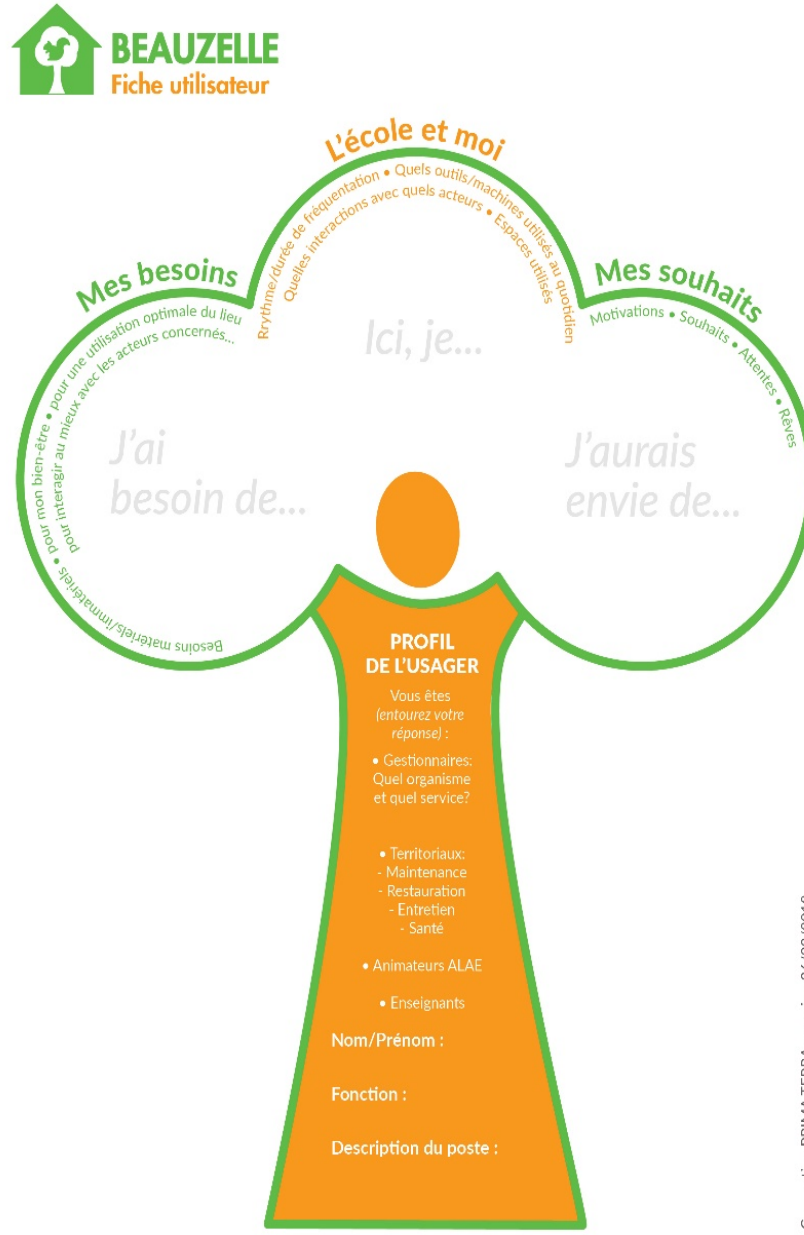 BEAUZELLE
Fiche utilisateur
L'école et moi
Rrythme/durée de fréquentation • Quels outils/machines utilisés au quotidien
Quelles interactions avec quels acteurs • Espaces utilisés
Ici, je...
Mes besoins
Besoins matériels/immatériels • pour mon bien-être • pour une utilisation optimale du lieu
pour interagir au mieux avec les acteurs concernés...
J'ai
besoin de...
Mes souhaits
Motivations • Souhaits • Attentes • Rêves
J'aurais
envie de...
PROFIL
DE L'USAGER
Vous êtes
(entourez votre
réponse) :
• Gestionnaires:
Quel organisme
et quel service?
• Territoriaux:
- Maintenance
- Restauration
- Entretien
- Santé
• Animateurs ALAE
• Enseignants
Nom/Prénom :
Fonction :
Description du poste :
PRIMA TERRA